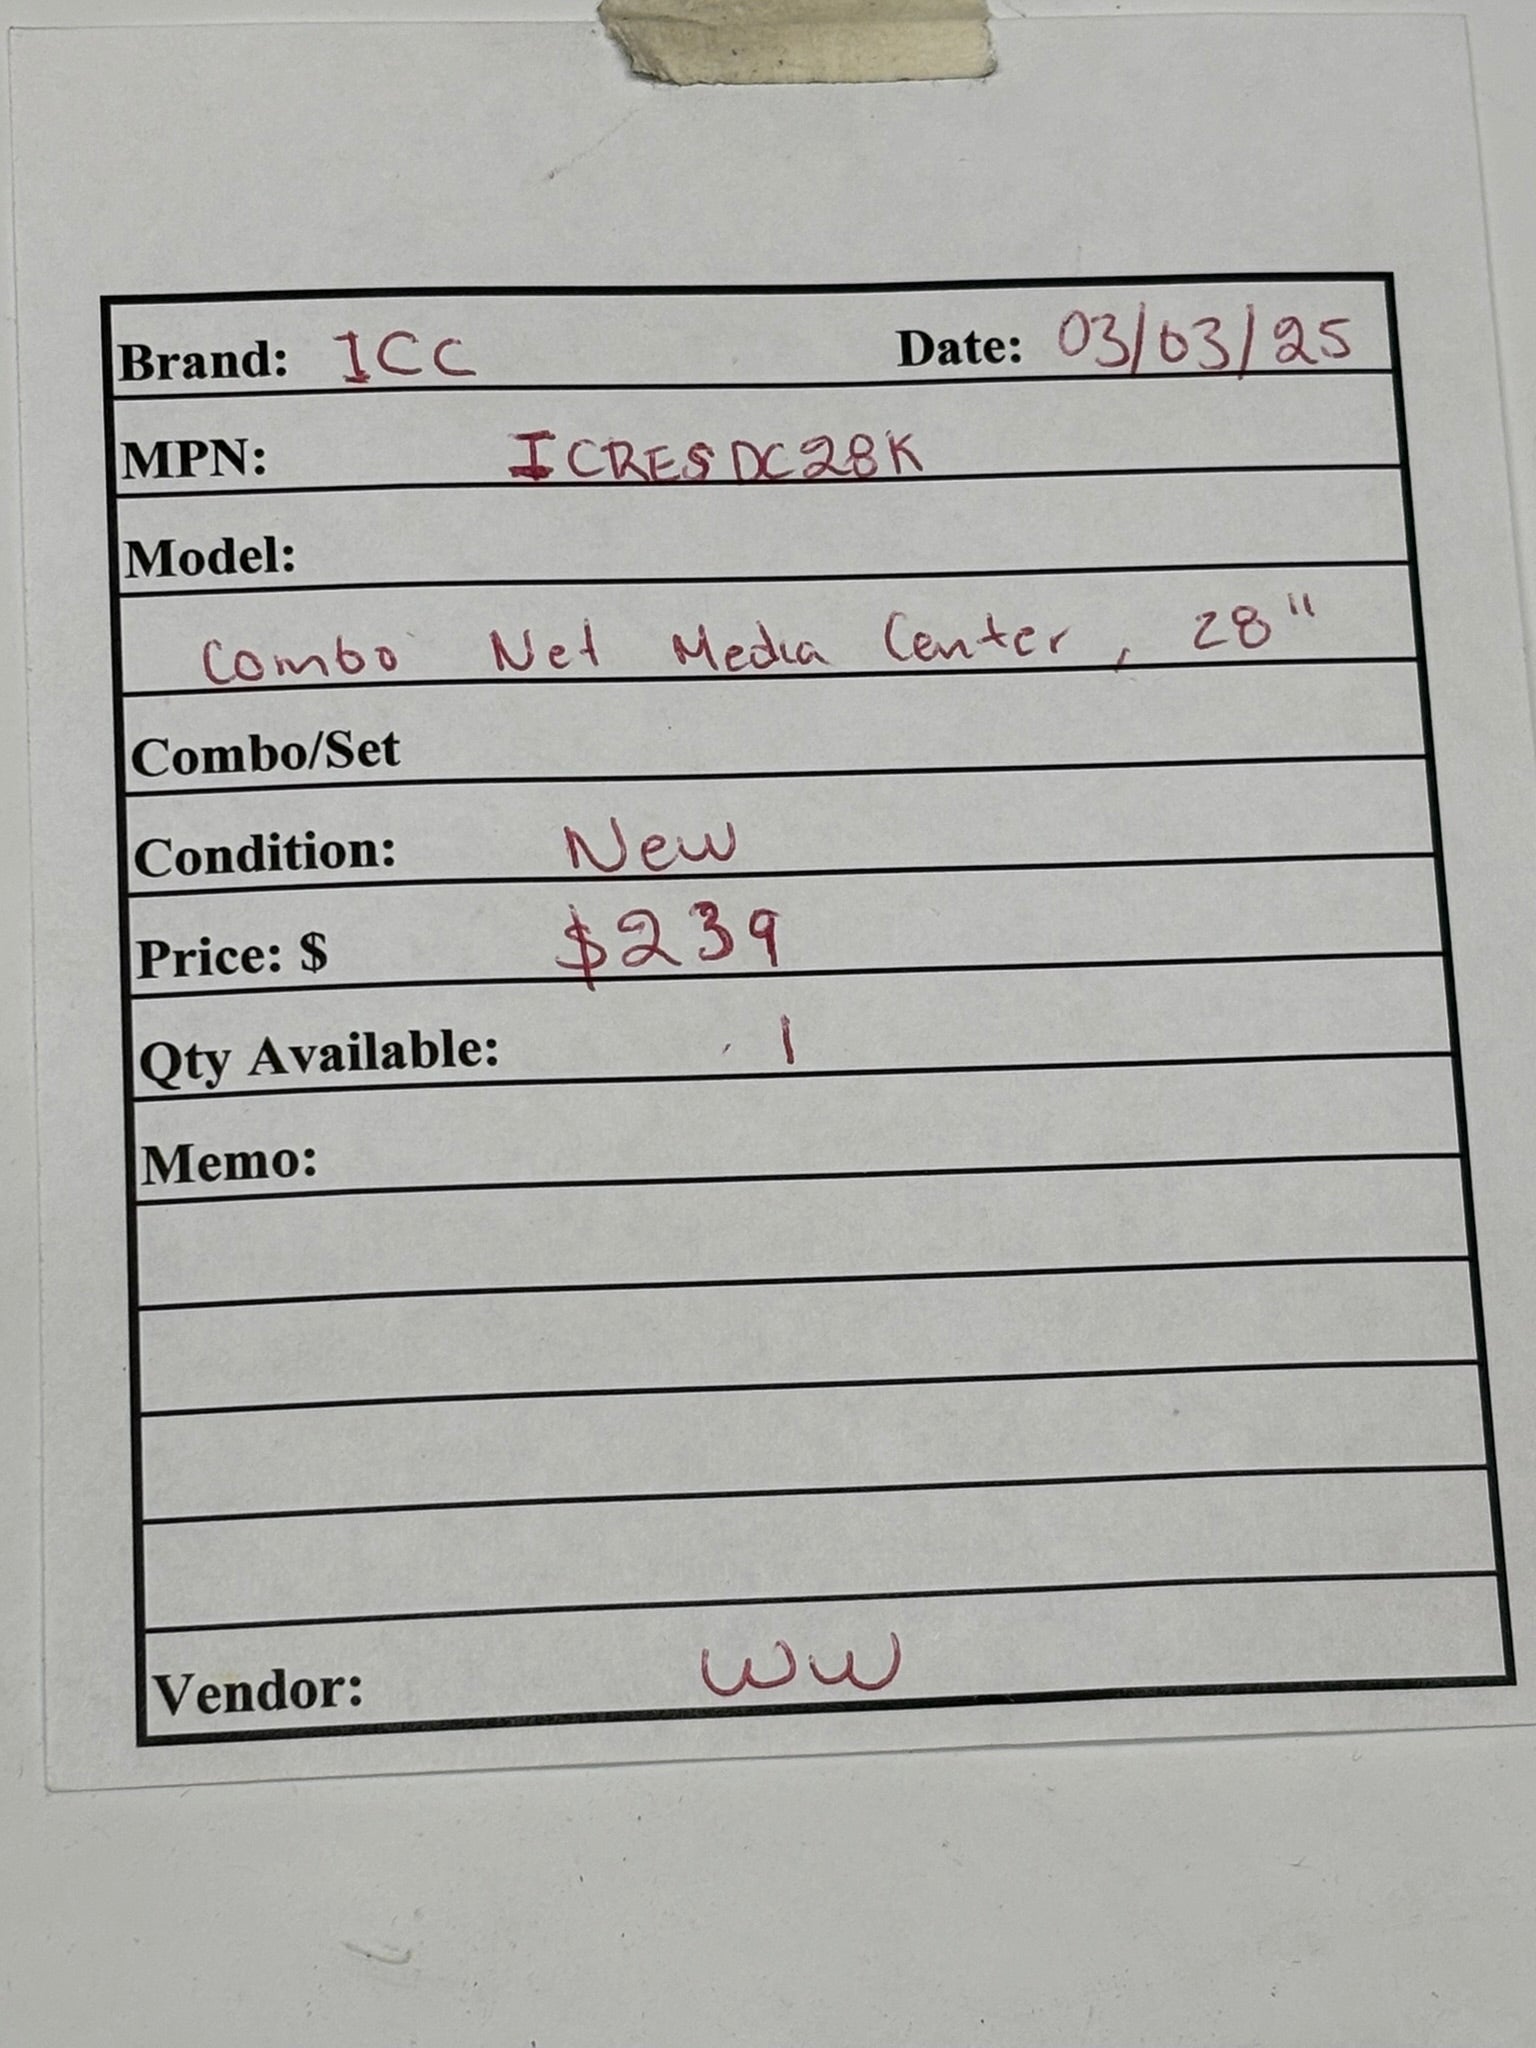 Brand: ICC Date: 03/03/25
MPN: ICRESDC28K
Model:
Combo Net Media Center, 28"
Combo/Set
Condition: New
Price: $ $239
Qty Available: 1
Memo:
Vendor: WW